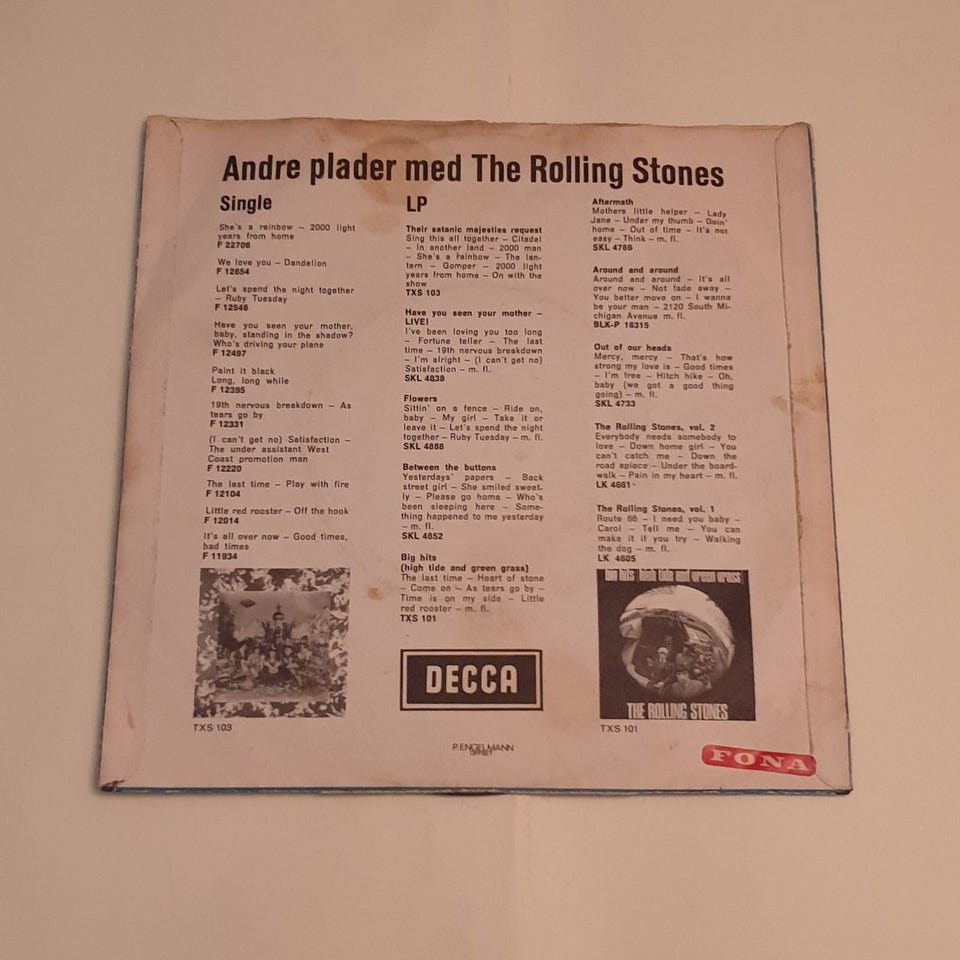 Andre plader med The Rolling Stones
Single
She's a rainbow – 2000 light
years from home
F 22706
We love you – Dandelion
F 12654
Let's spend the night together
– Ruby Tuesday
F 12546
Have you seen your mother,
baby, standing in the shadow?
Who's driving your plane
F 12497
Paint it black
Long, long while
F 12395
19th nervous breakdown – As
tears go by
F 12331
(I can't get no) Satisfaction –
The under assistant West
Coast promotion man
F 12220
The last time – Play with fire
F 12104
Little red rooster – Off the hook
F 12014
It's all over now – Good times,
bad times
F 11934
TXS 103
LP
Their satanic majesties request
Sing this all together – Citadel
– In another land – 2000 man
– She's a rainbow – The lan-
tern – Gomper – 2000 light
years from home – On with the
show
TXS 103
Have you seen your mother –
LIVE!
I've been loving you too long
– Fortune teller – The last
time – 19th nervous breakdown
– I'm alright – (I can't get no)
Satisfaction – m. fl.
SKL 4838
Flowers
Sittin' on a fence – Ride on,
baby – My girl – Take it or
leave it – Let's spend the night
together – Ruby Tuesday – m. fl.
SKL 4888
Between the buttons
Yesterdays' papers – Back
street girl – She smiled sweet-
ly – Please go home – Who's
been sleeping here – Some-
thing happened to me yesterday
– m. fl.
SKL 4852
Big hits
(high tide and green grass)
The last time – Heart of stone
– Come on – As tears go by –
Time is on my side – Little
red rooster – m. fl.
TXS 101
DECCA
P. ENGELMANN
OFFSET
Aftermath
Mothers little helper – Lady
Jane – Under my thumb – Goin'
home – Out of time – It's not
easy – Think – m. fl.
SKL 4786
Around and around
Around and around – It's all
over now – Not fade away –
You better move on – I wanna
be your man – 2120 South Mi-
chigan Avenue m. fl.
BLK-P 16315
Out of our heads
Mercy, mercy – That's how
strong my love is – Good times
– I'm free – Hitch hike – Oh,
baby (we got a good thing
going) – m. fl.
SKL 4733
The Rolling Stones, vol. 2
Everybody needs somebody to
love – Down home girl – You
can't catch me – Down the
road apiece – Under the board-
walk – Pain in my heart – m. fl.
LK 4661
The Rolling Stones, vol. 1
Route 66 – I need you baby –
Carol – Tell me – You can
make it if you try – Walking
the dog – m. fl.
LK 4605
big hits [high tide and green grass]
THE ROLLING STONES
TXS 101
FONA